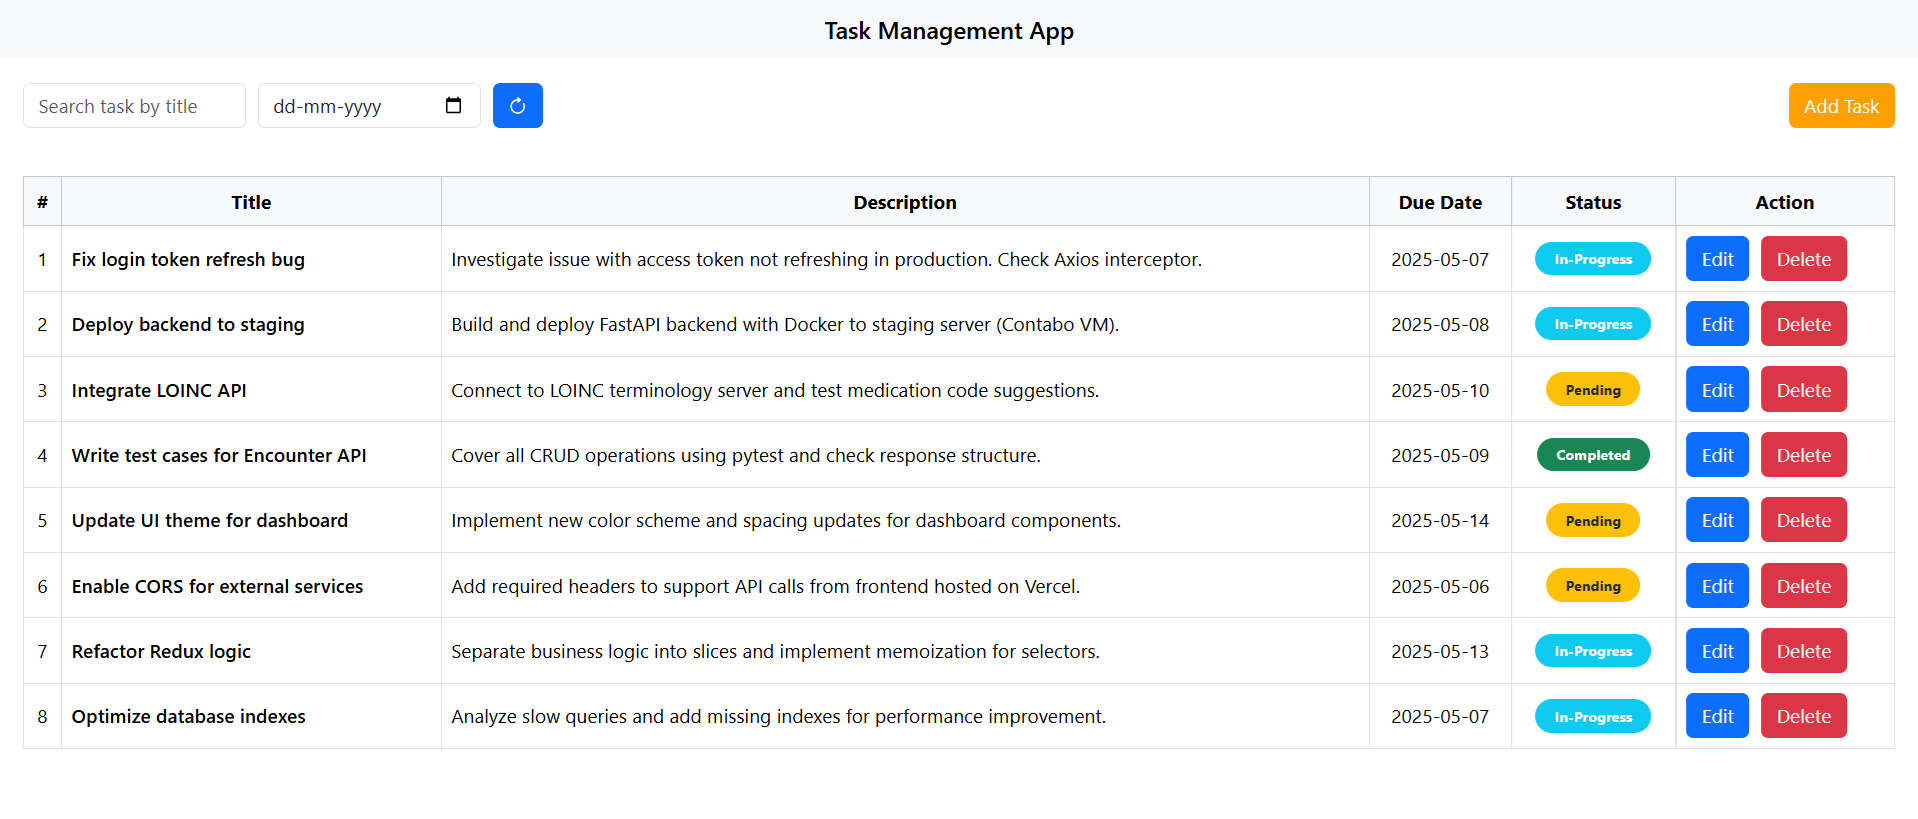 Task Management App
Search task by title dd-mm-yyyy Add Task
# Title Description Due Date Status Action
1 Fix login token refresh bug Investigate issue with access token not refreshing in production. Check Axios interceptor. 2025-05-07 In-Progress Edit Delete
2 Deploy backend to staging Build and deploy FastAPI backend with Docker to staging server (Contabo VM). 2025-05-08 In-Progress Edit Delete
3 Integrate LOINC API Connect to LOINC terminology server and test medication code suggestions. 2025-05-10 Pending Edit Delete
4 Write test cases for Encounter API Cover all CRUD operations using pytest and check response structure. 2025-05-09 Completed Edit Delete
5 Update UI theme for dashboard Implement new color scheme and spacing updates for dashboard components. 2025-05-14 Pending Edit Delete
6 Enable CORS for external services Add required headers to support API calls from frontend hosted on Vercel. 2025-05-06 Pending Edit Delete
7 Refactor Redux logic Separate business logic into slices and implement memoization for selectors. 2025-05-13 In-Progress Edit Delete
8 Optimize database indexes Analyze slow queries and add missing indexes for performance improvement. 2025-05-07 In-Progress Edit Delete